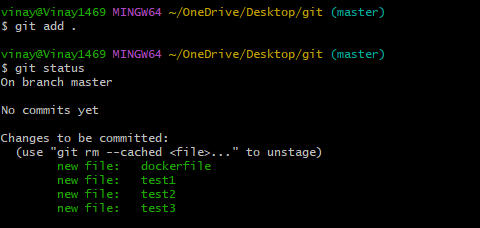 vinay@Vinay1469 MINGW64 ~/OneDrive/Desktop/git (master)
$ git add .
vinay@Vinay1469 MINGW64 ~/OneDrive/Desktop/git (master)
$ git status
On branch master
No commits yet
Changes to be committed:
  (use "git rm --cached <file>..." to unstage)
        new file:   dockerfile
        new file:   test1
        new file:   test2
        new file:   test3